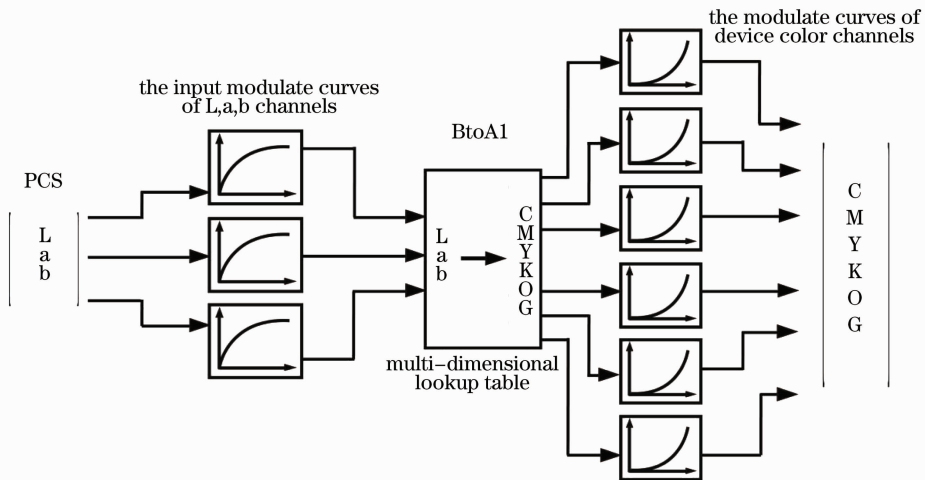 the modulate curves of
device color channels
the input modulate curves
of L,a,b channels
BtoA1
PCS
L
a
b
L
a
b
C
M
Y
K
O
G
C
M
Y
K
O
G
multi-dimensional
lookup table